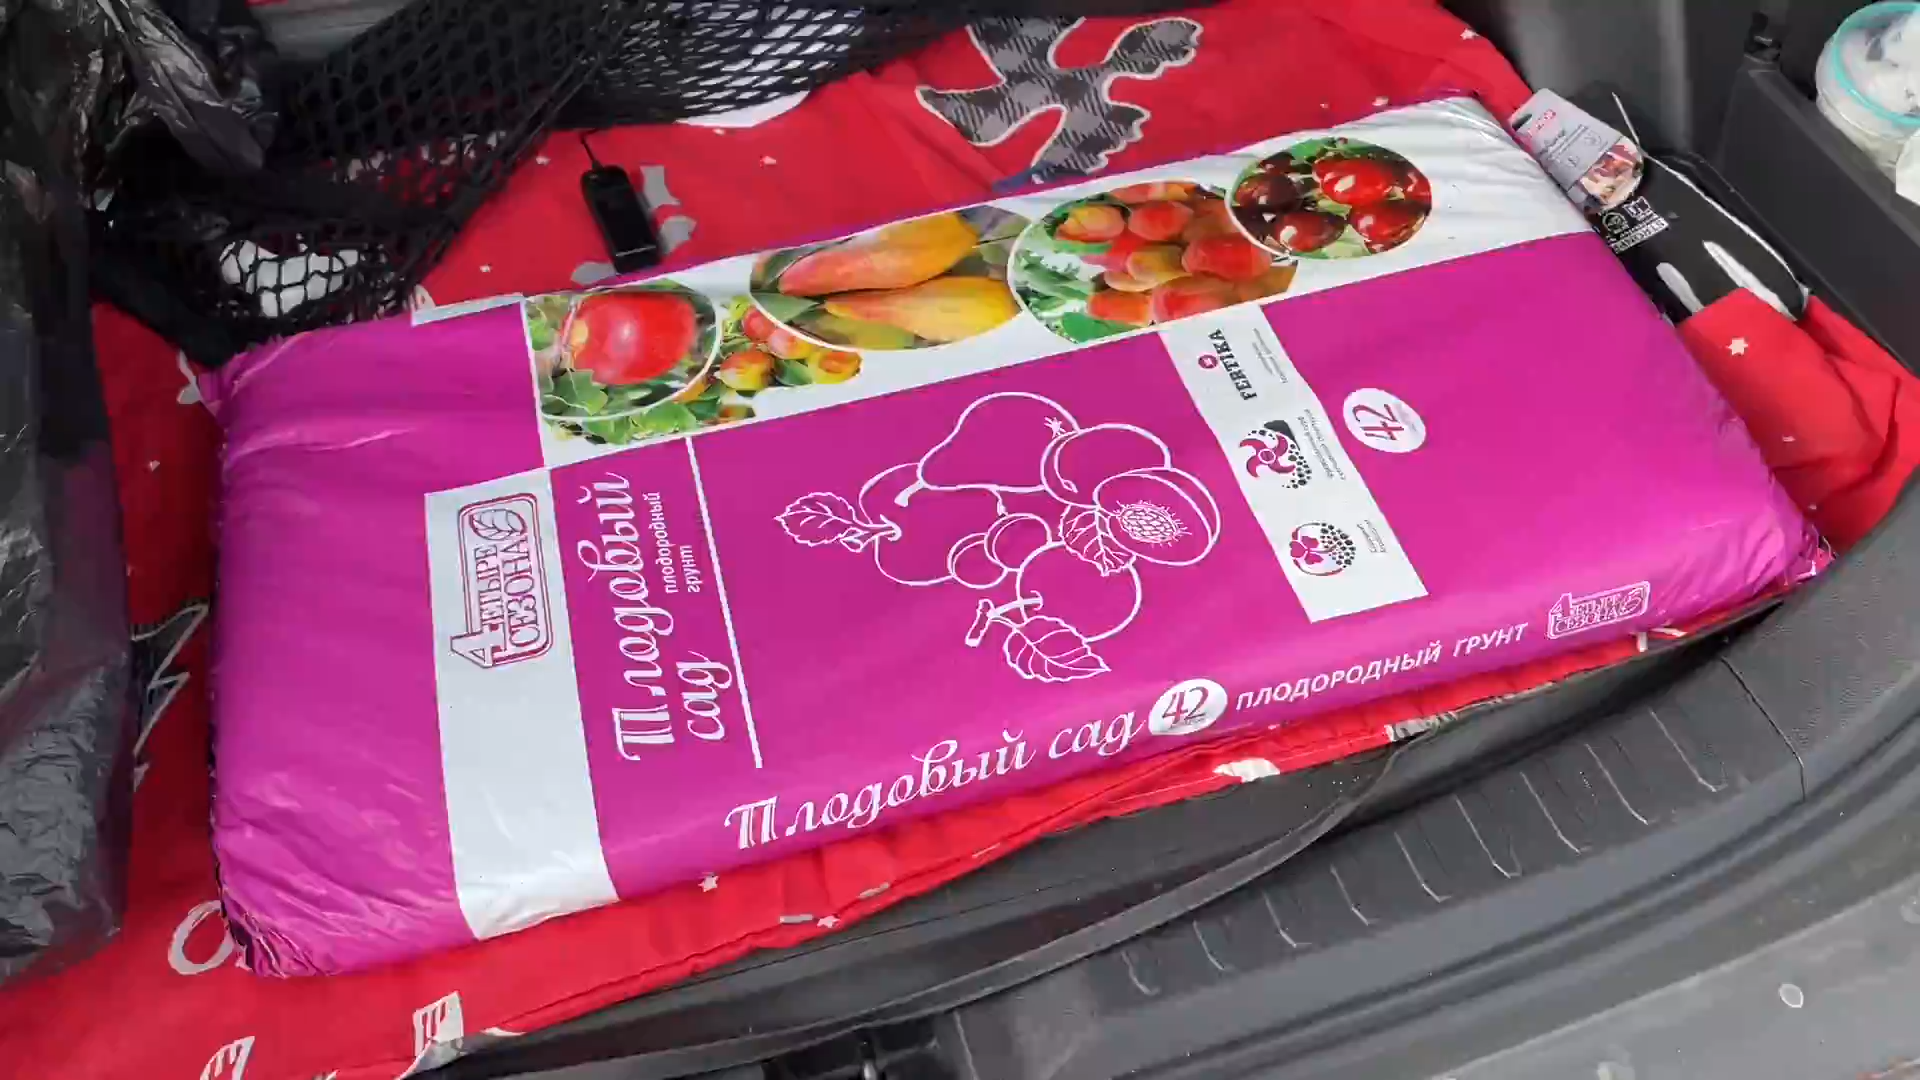 4ЕТЫРЕ
СЕЗОНА
Плодовый
сад
плодородный
грунт
FERTIKA
42
Плодовый сад 42 ПЛОДОРОДНЫЙ ГРУНТ
4ЕТЫРЕ
СЕЗОНА